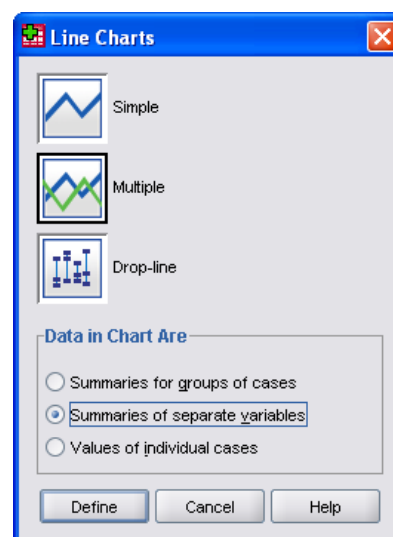 Line Charts
Simple
Multiple
Drop-line
Data in Chart Are
Summaries for groups of cases
Summaries of separate variables
Values of individual cases
Define Cancel Help